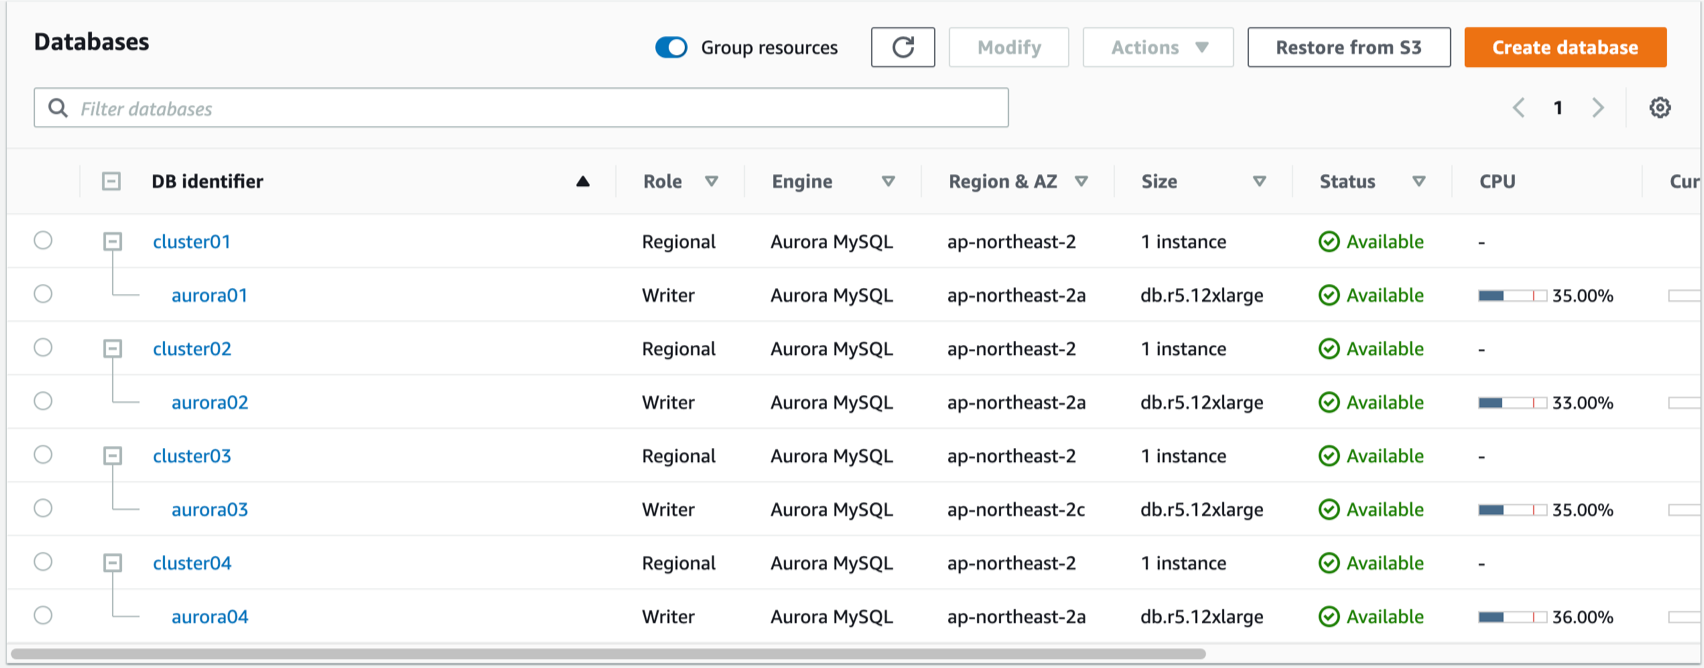 Databases
Group resources
Modify
Actions
Restore from S3
Create database
Filter databases
1
DB identifier Role Engine Region & AZ Size Status CPU Cur
cluster01 Regional Aurora MySQL ap-northeast-2 1 instance Available -
aurora01 Writer Aurora MySQL ap-northeast-2a db.r5.12xlarge Available 35.00%
cluster02 Regional Aurora MySQL ap-northeast-2 1 instance Available -
aurora02 Writer Aurora MySQL ap-northeast-2a db.r5.12xlarge Available 33.00%
cluster03 Regional Aurora MySQL ap-northeast-2 1 instance Available -
aurora03 Writer Aurora MySQL ap-northeast-2c db.r5.12xlarge Available 35.00%
cluster04 Regional Aurora MySQL ap-northeast-2 1 instance Available -
aurora04 Writer Aurora MySQL ap-northeast-2a db.r5.12xlarge Available 36.00%